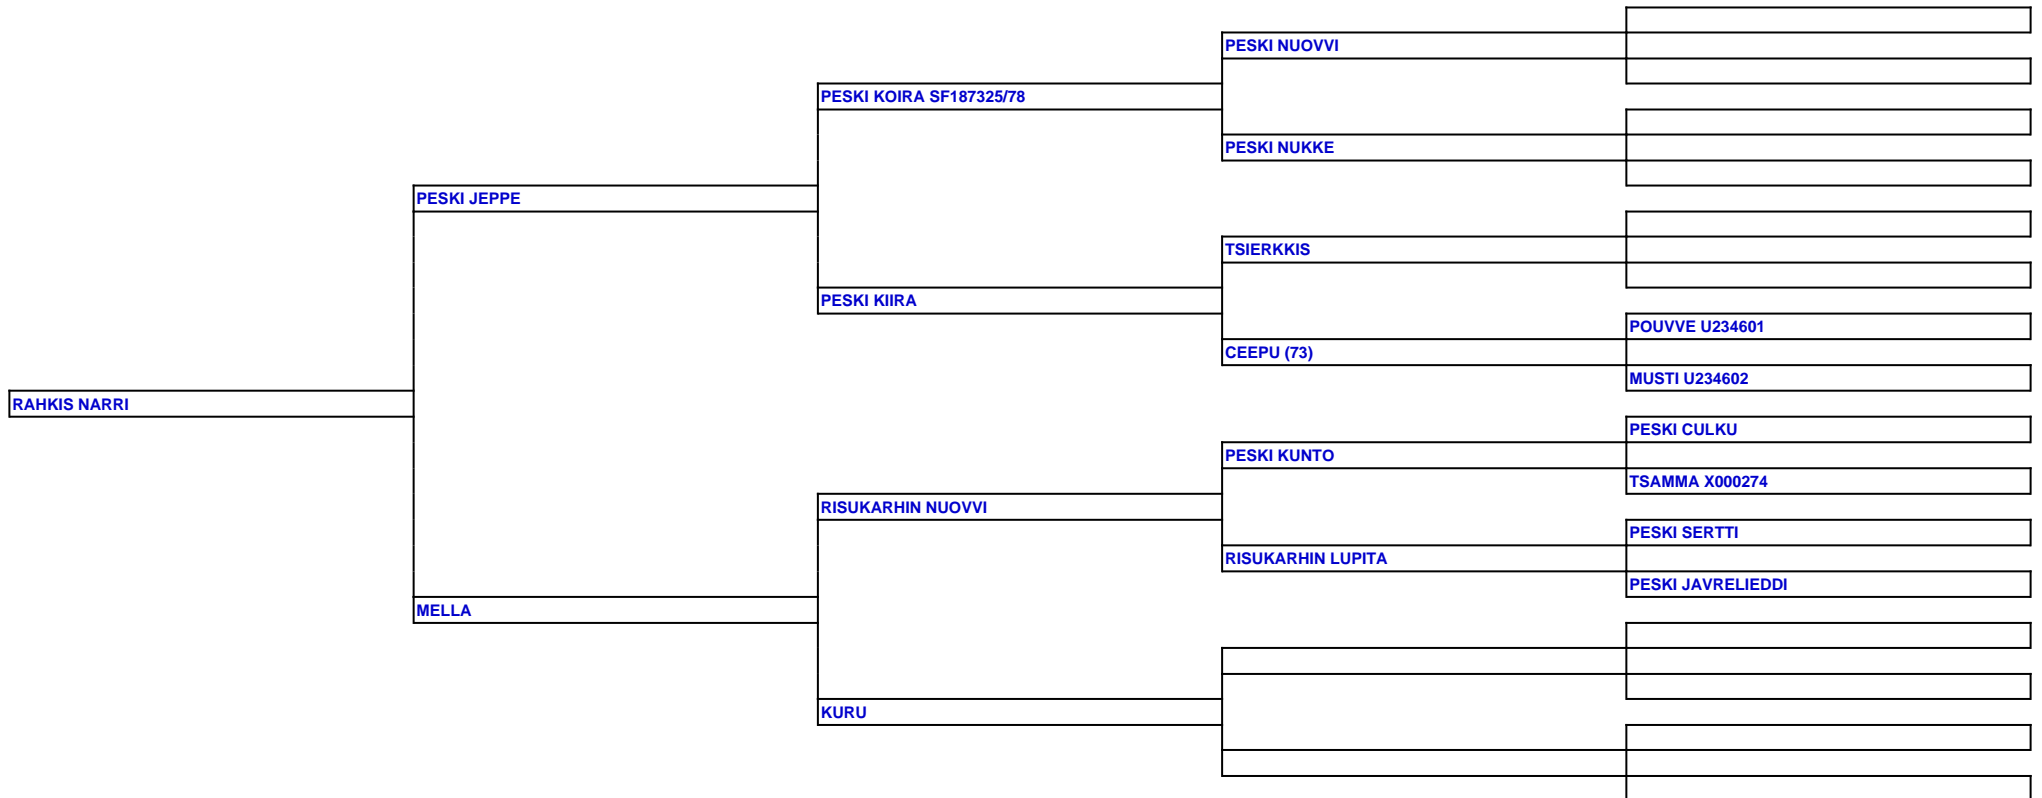 PESKI NUOVVI
PESKI KOIRA SF187325/78
PESKI NUKKE
PESKI JEPPE
TSIERKKIS
PESKI KIIRA
POUVVE U234601
CEEPU (73)
MUSTI U234602
RAHKIS NARRI
PESKI CULKU
PESKI KUNTO
TSAMMA X000274
RISUKARHIN NUOVVI
PESKI SERTTI
RISUKARHIN LUPITA
PESKI JAVRELIEDDI
MELLA
KURU